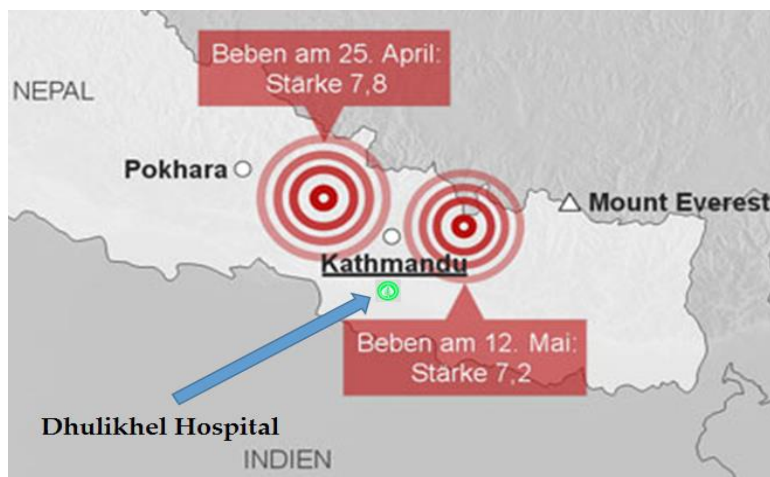 Beben am 25. April:
Stärke 7,8
NEPAL
Pokhara
Mount Everest
Kathmandu
Beben am 12. Mai:
Stärke 7,2
Dhulikhel Hospital
INDIEN